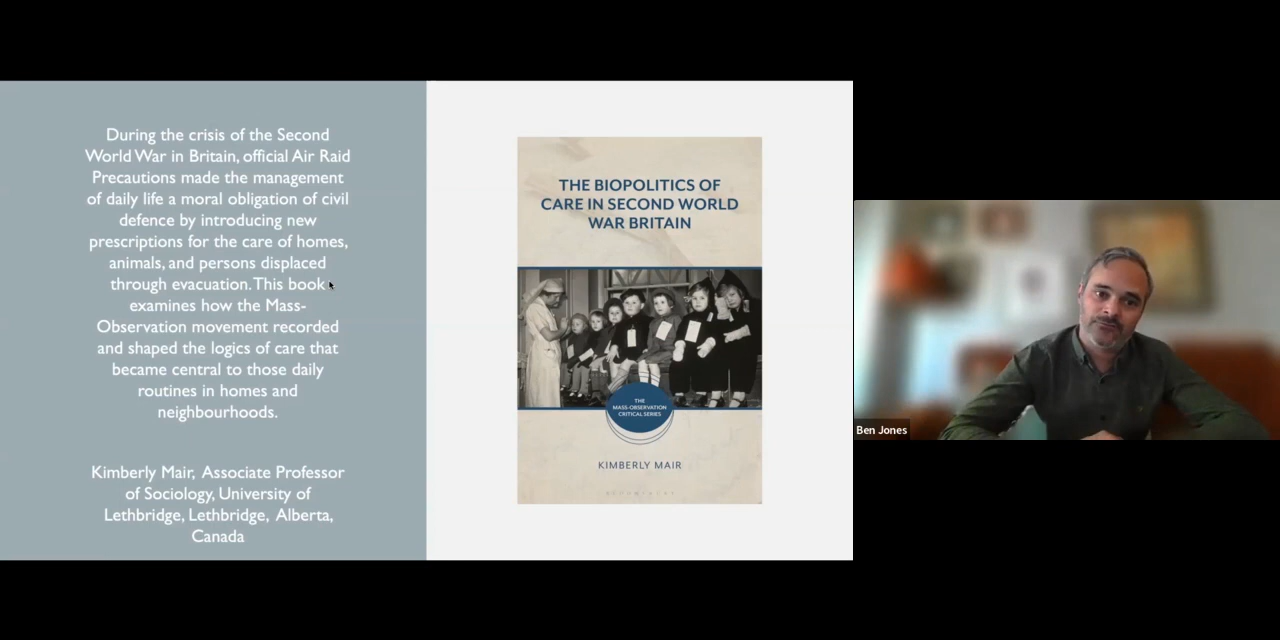 During the crisis of the Second
World War in Britain, official Air Raid
Precautions made the management
of daily life a moral obligation of civil
defence by introducing new
prescriptions for the care of homes,
animals, and persons displaced
through evacuation. This book
examines how the Mass-
Observation movement recorded
and shaped the logics of care that
became central to those daily
routines in homes and
neighbourhoods.
Kimberly Mair, Associate Professor
of Sociology, University of
Lethbridge, Lethbridge, Alberta,
Canada
THE BIOPOLITICS OF
CARE IN SECOND WORLD
WAR BRITAIN
THE
MASS-OBSERVATION
CRITICAL SERIES
KIMBERLY MAIR
BLOOMSBURY
Ben Jones